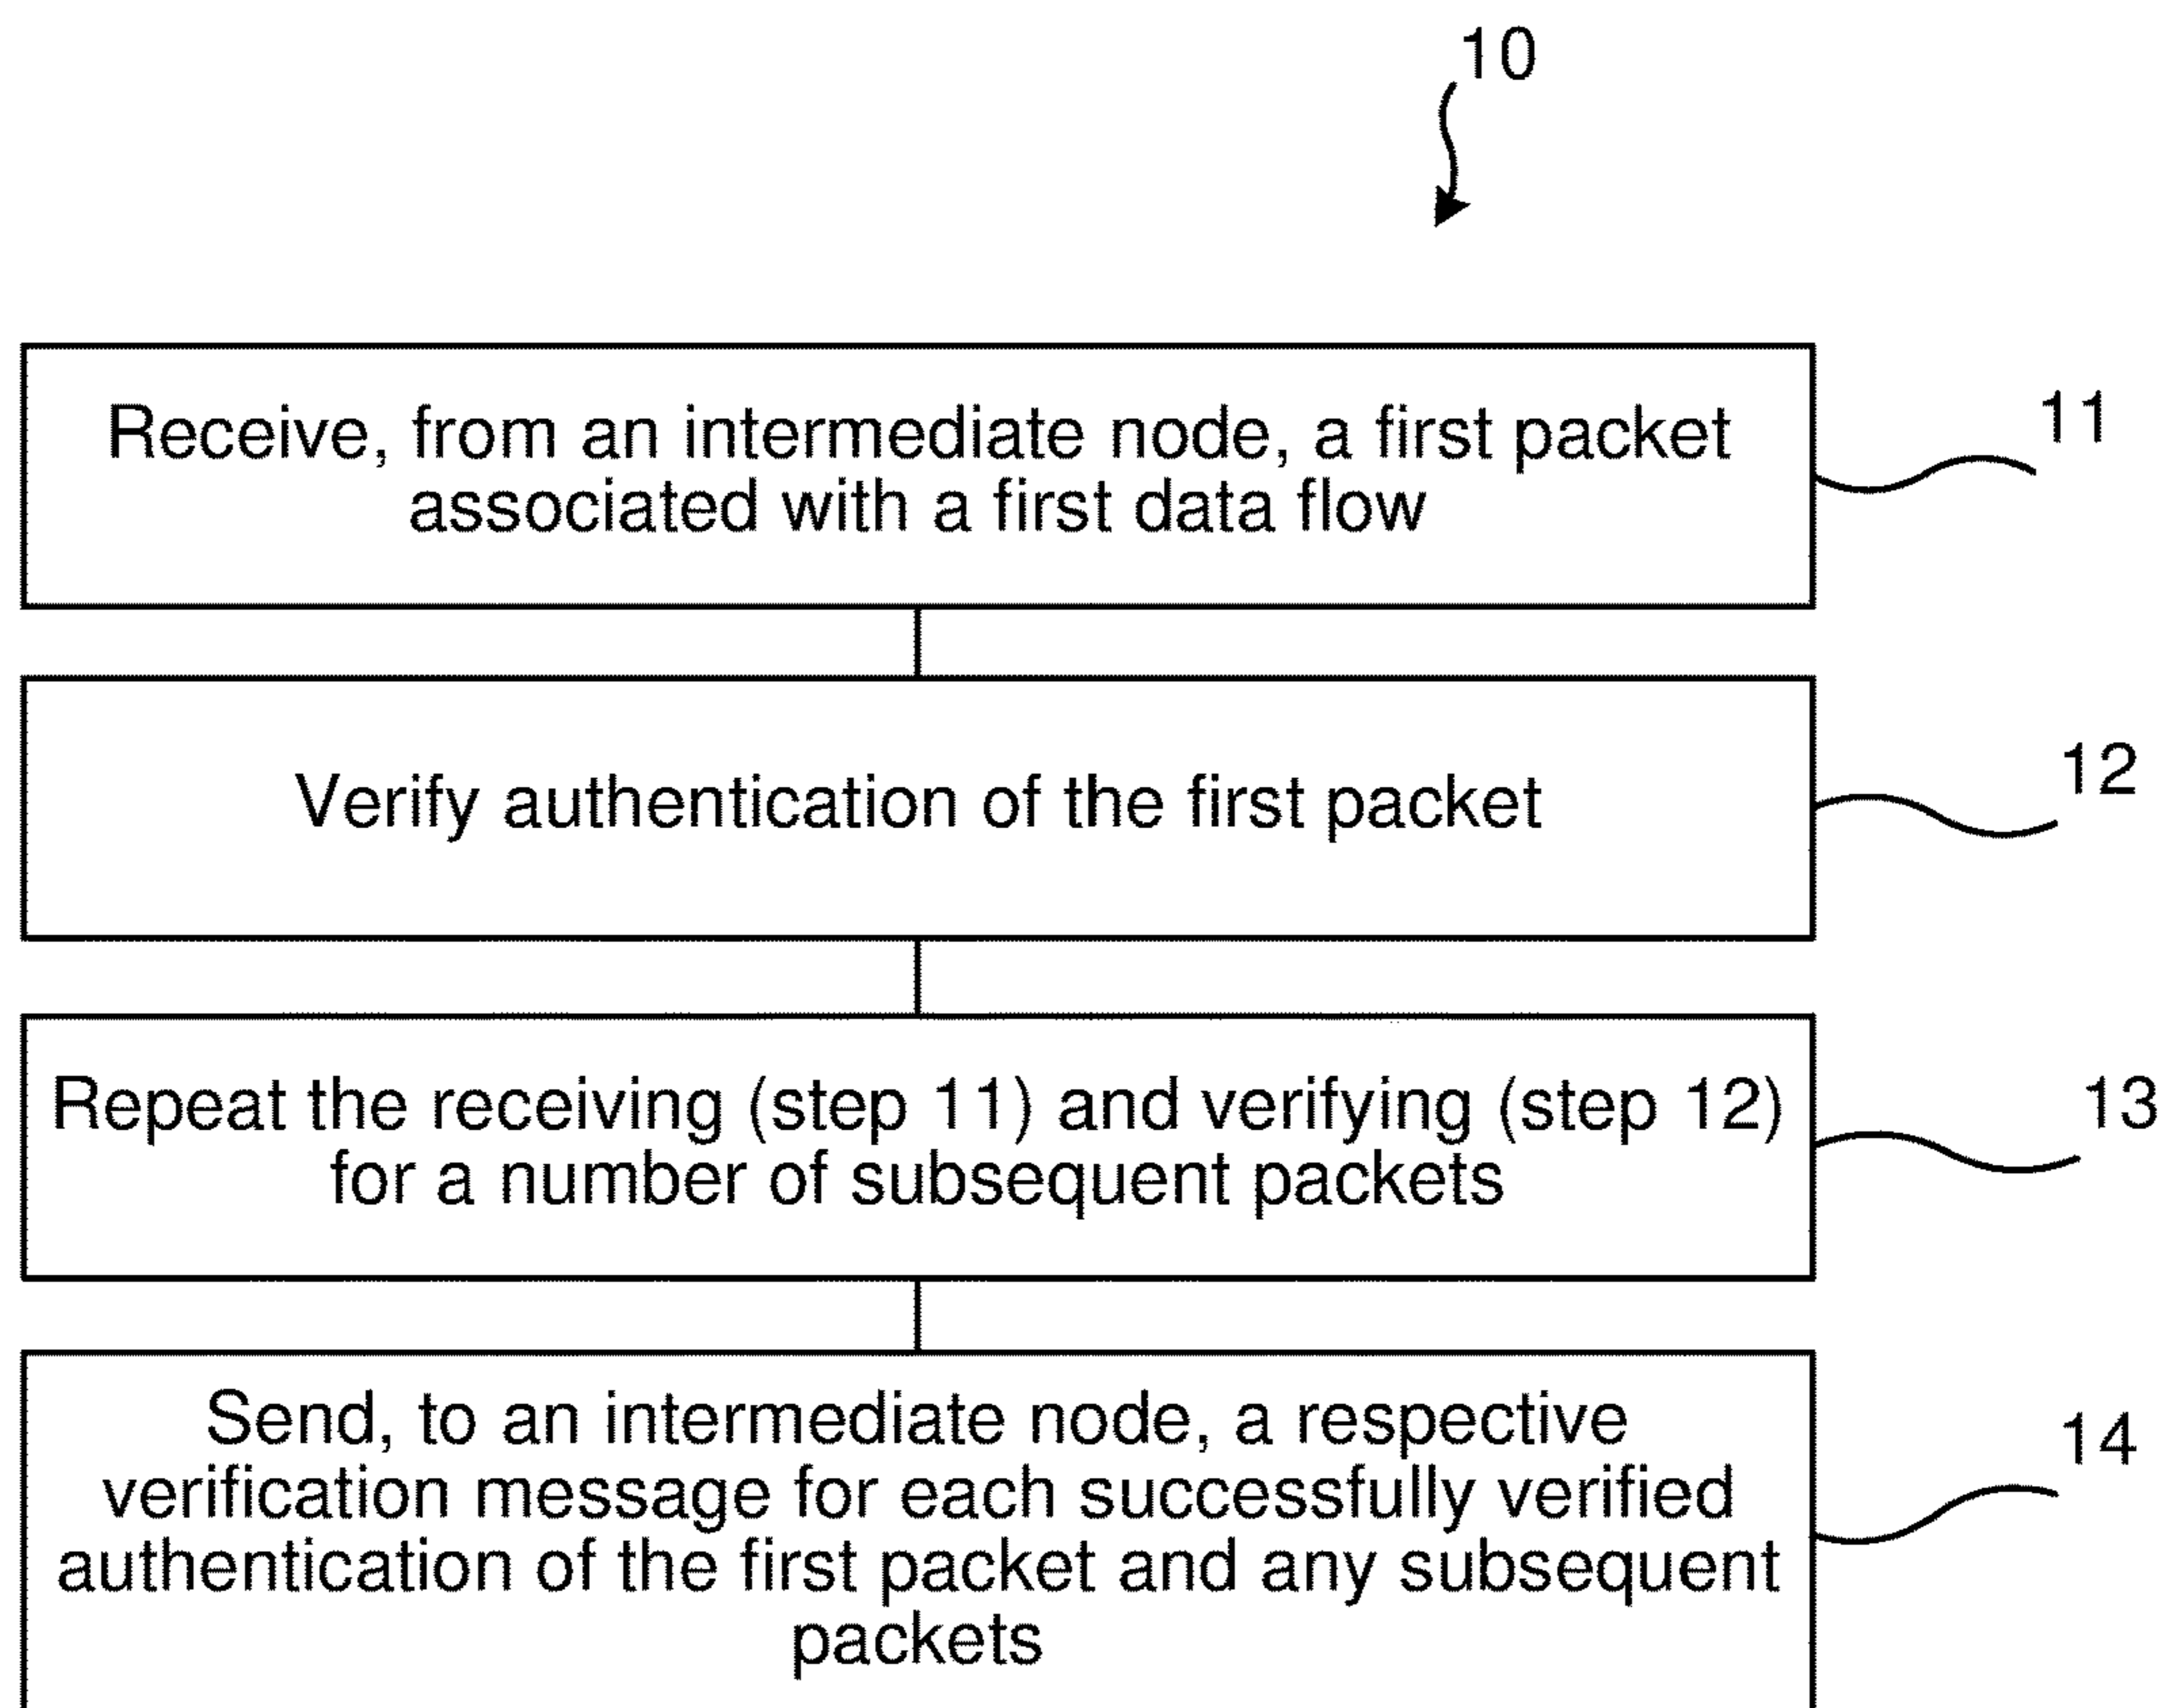 10
Receive, from an intermediate node, a first packet
associated with a first data flow
11
Verify authentication of the first packet
12
Repeat the receiving (step 11) and verifying (step 12)
for a number of subsequent packets
13
Send, to an intermediate node, a respective
verification message for each successfully verified
authentication of the first packet and any subsequent
packets
14